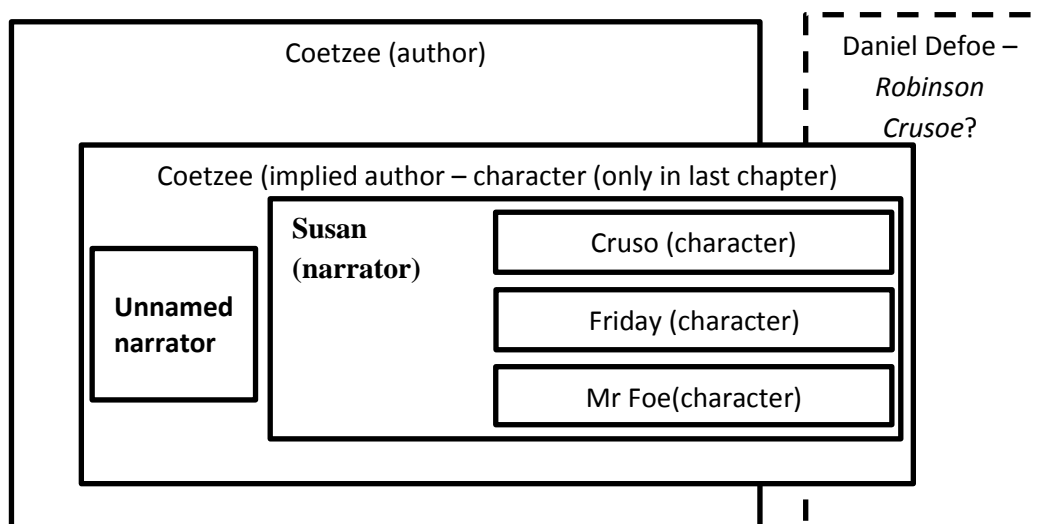 Coetzee (author)
Daniel Defoe –
Robinson
Crusoe?
Coetzee (implied author – character (only in last chapter)
Susan
(narrator)
Cruso (character)
Unnamed
narrator
Friday (character)
Mr Foe(character)